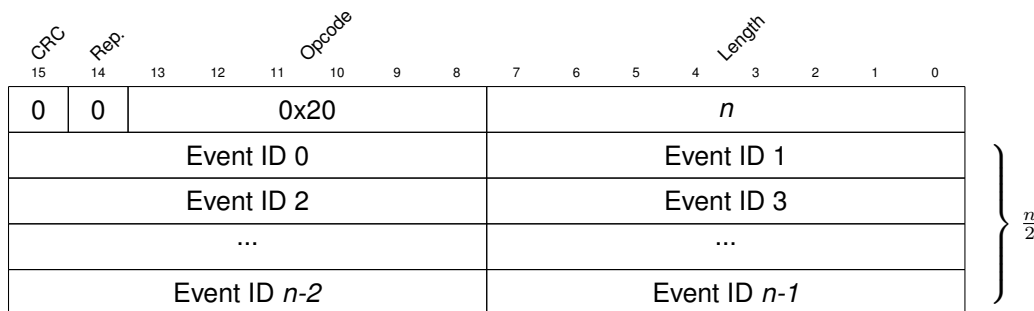 CRC Rep. Opcode Length
15 14 13 12 11 10 9 8 7 6 5 4 3 2 1 0
0 0 0x20 n
Event ID 0 Event ID 1
Event ID 2 Event ID 3
... ...
Event ID n-2 Event ID n-1
n/2